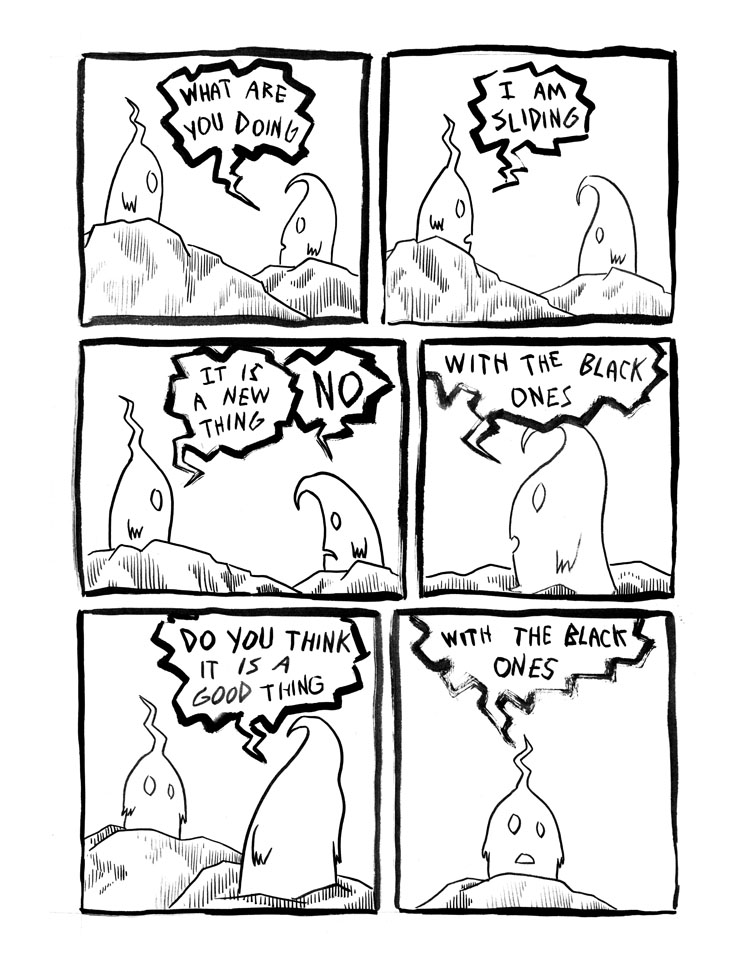 WHAT ARE
YOU DOING
I AM
SLIDING
IT IS
A NEW
THING
NO
WITH THE BLACK
ONES
DO YOU THINK
IT IS A
GOOD THING
WITH THE BLACK
ONES